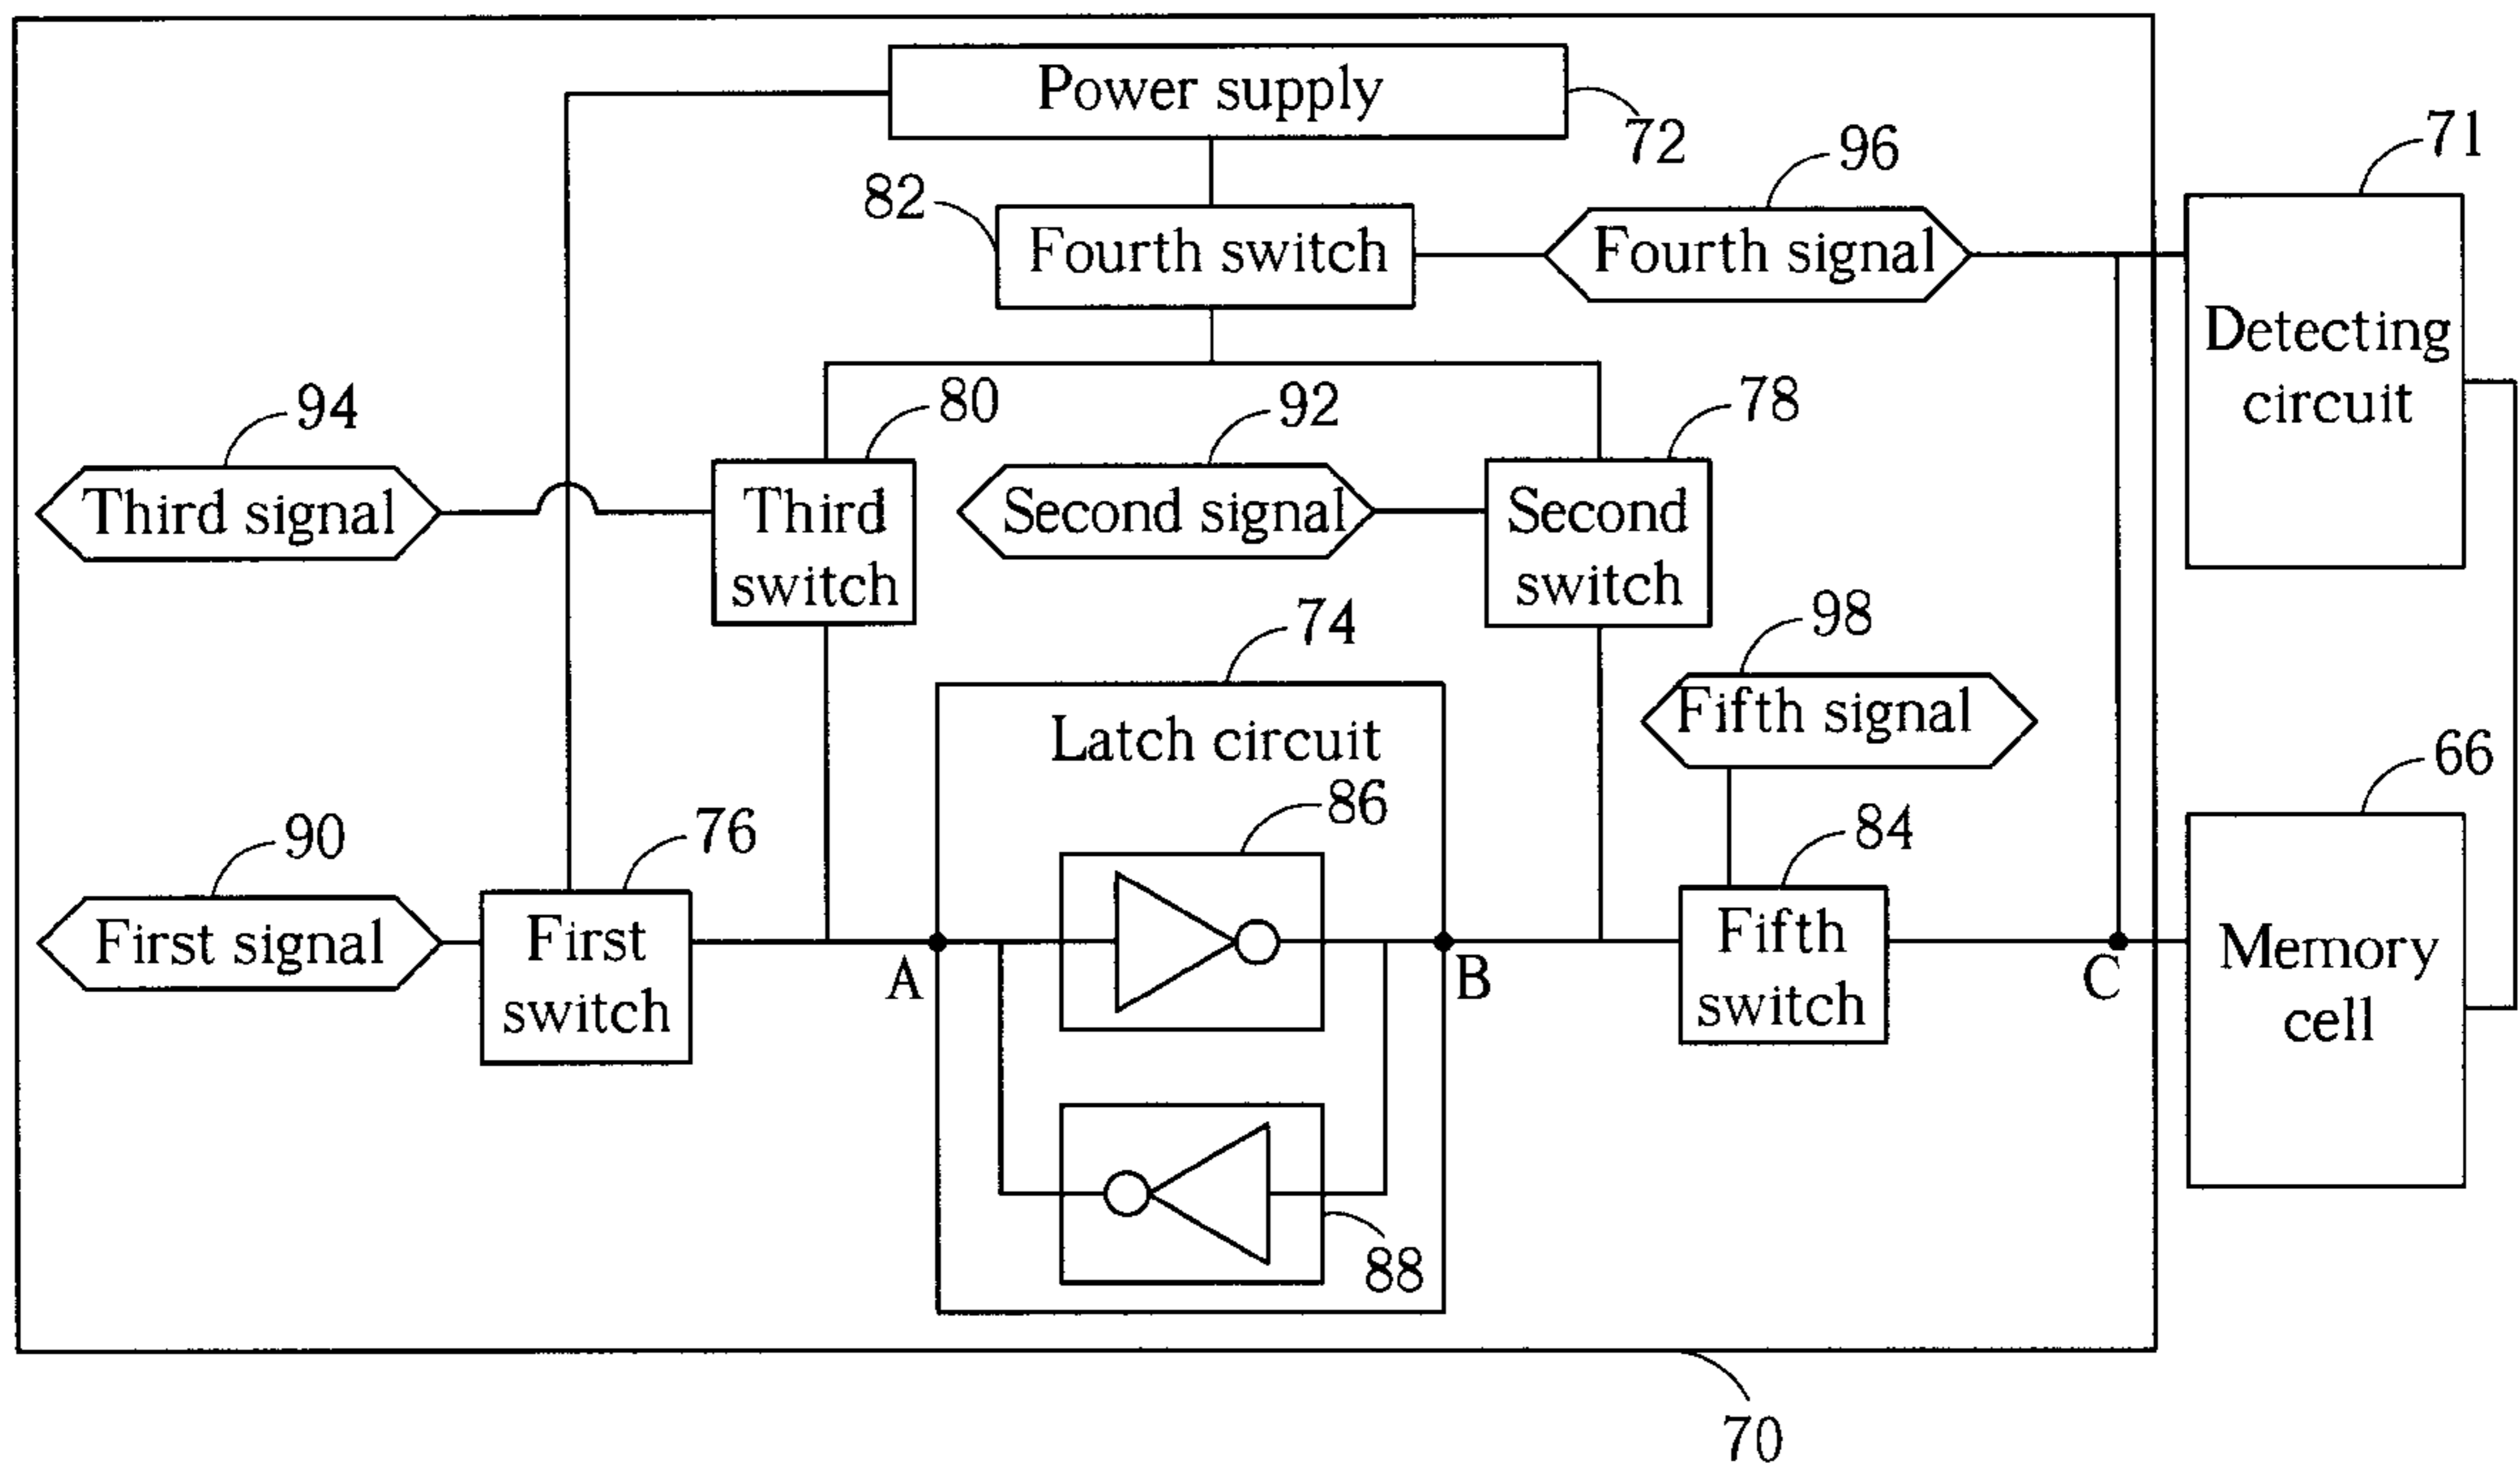 Power supply
72
71
96
82
Fourth switch
Fourth signal
Detecting
circuit
94
80
92
78
Third signal
Third
switch
Second signal
Second
switch
74
98
Latch circuit
Fifth signal
66
90
76
86
84
First signal
First
switch
A
B
Fifth
switch
C
Memory
cell
88
70